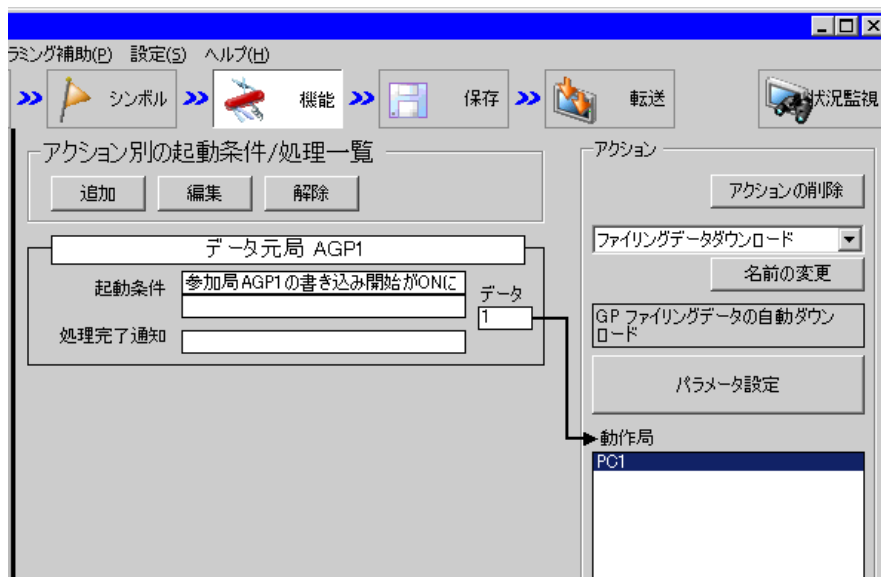 ラミング補助(P) 設定(S) ヘルプ(H)
シンボル 機能 保存 転送 状況監視
アクション別の起動条件/処理一覧
追加 編集 解除
データ元局 AGP1
起動条件 参加局AGP1の書き込み開始がON(こ
データ
1
処理完了通知
アクション
アクションの削除
ファイリングデータダウンロード
名前の変更
GP ファイリングデータの自動ダウン
ロード
パラメータ設定
動作局
PC1